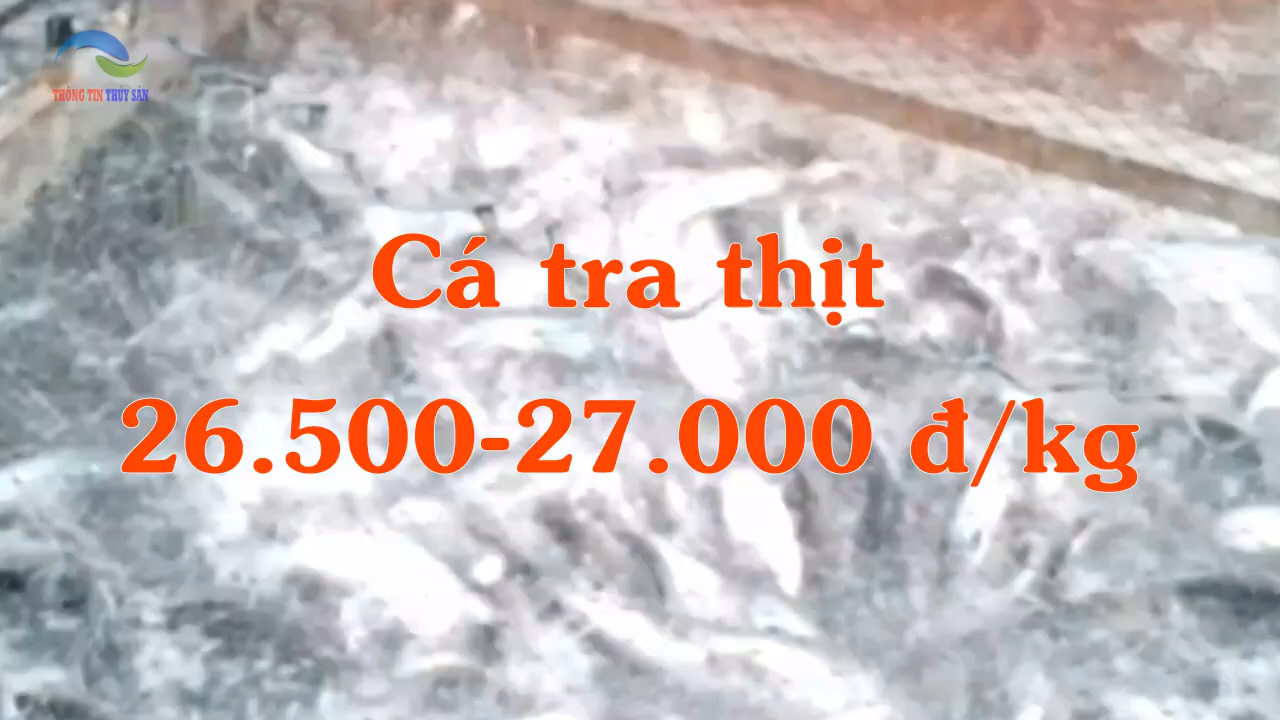 THÔNG TIN THỦY SẢN
Cá tra thịt
26.500-27.000 đ/kg